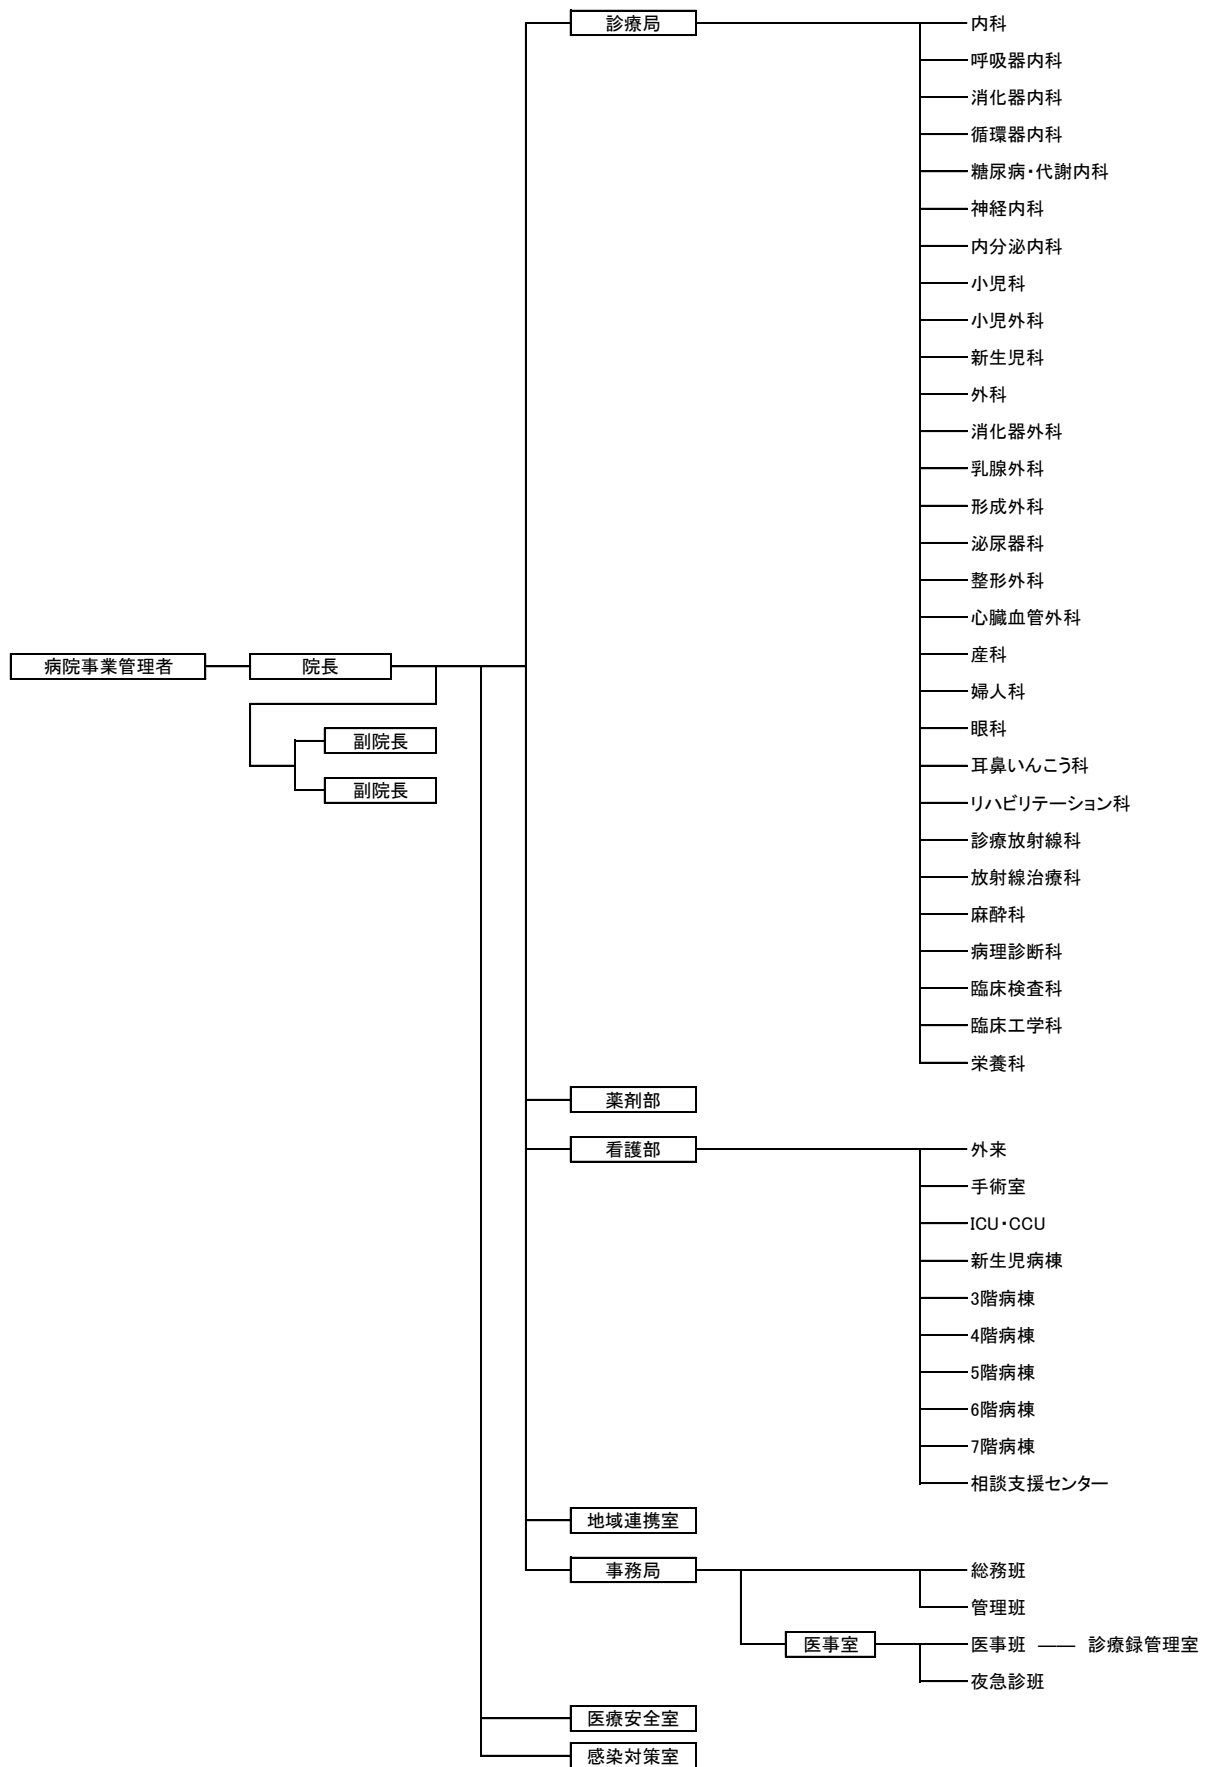 診療局
内科
呼吸器内科
消化器内科
循環器内科
糖尿病・代謝内科
神経内科
内分泌内科
小児科
小児外科
新生児科
外科
消化器外科
乳腺外科
形成外科
泌尿器科
整形外科
心臓血管外科
産科
病院事業管理者
院長
婦人科
眼科
副院長
耳鼻いんこう科
副院長
リハビリテーション科
診療放射線科
放射線治療科
麻酔科
病理診断科
臨床検査科
臨床工学科
栄養科
薬剤部
看護部
外来
手術室
ICU・CCU
新生児病棟
3階病棟
4階病棟
5階病棟
6階病棟
7階病棟
相談支援センター
地域連携室
事務局
総務班
管理班
医事室
医事班 ―― 診療録管理室
夜急診班
医療安全室
感染対策室